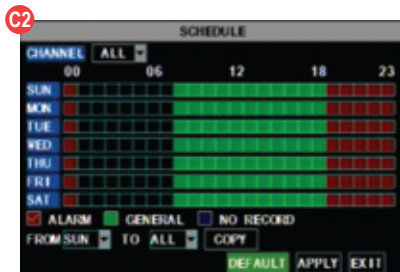 C2
SCHEDULE
CHANNEL ALL
00 06 12 18 23
SUN
MON
TUE
WED
THU
FRI
SAT
ALARM GENERAL NO RECORD
FROM SUN TO ALL COPY
DEFAULT APPLY EXIT